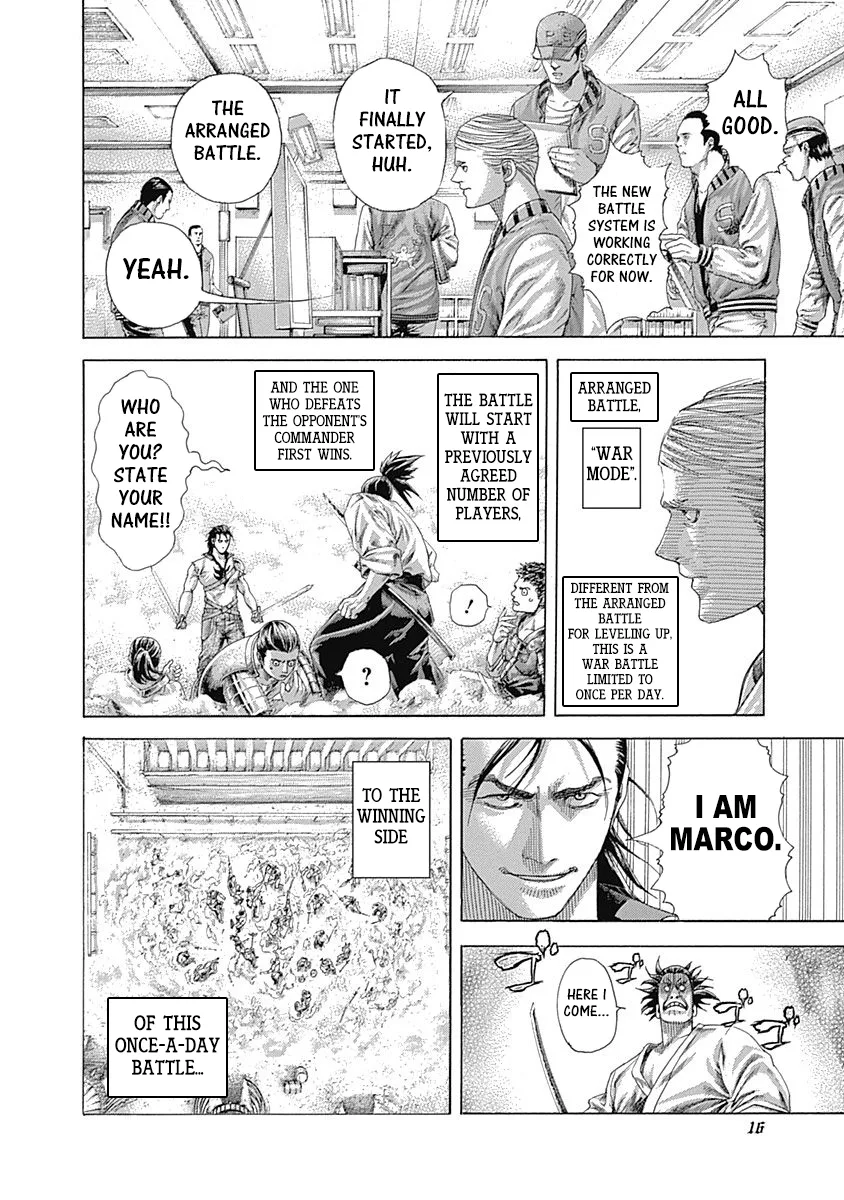 ALL
GOOD.
THE NEW
BATTLE
SYSTEM IS
WORKING
CORRECTLY
FOR NOW.
IT
FINALLY
STARTED,
HUH.
THE
ARRANGED
BATTLE.
YEAH.
S
S
S
ARRANGED
BATTLE,
“WAR
MODE”.
DIFFERENT FROM
THE ARRANGED
BATTLE
FOR LEVELING UP,
THIS IS A
WAR BATTLE
LIMITED TO
ONCE PER DAY.
THE BATTLE
WILL START
WITH A
PREVIOUSLY
AGREED
NUMBER OF
PLAYERS,
AND THE ONE
WHO DEFEATS
THE OPPONENT'S
COMMANDER
FIRST WINS.
WHO
ARE
YOU?
STATE
YOUR
NAME!!
!
?
I AM
MARCO.
HERE I
COME...
TO THE
WINNING
SIDE
OF THIS
ONCE-A-DAY
BATTLE...
16